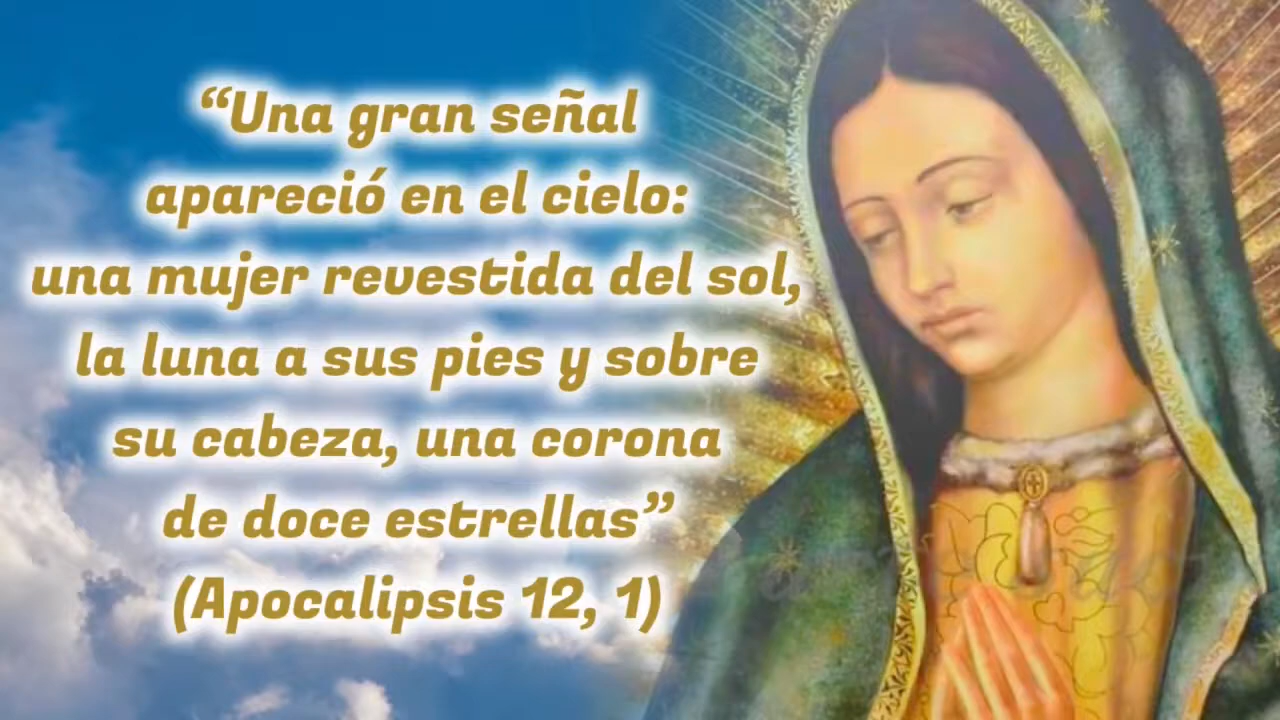 “Una gran señal
apareció en el cielo:
una mujer revestida del sol,
la luna a sus pies y sobre
su cabeza, una corona
de doce estrellas”
(Apocalipsis 12, 1)